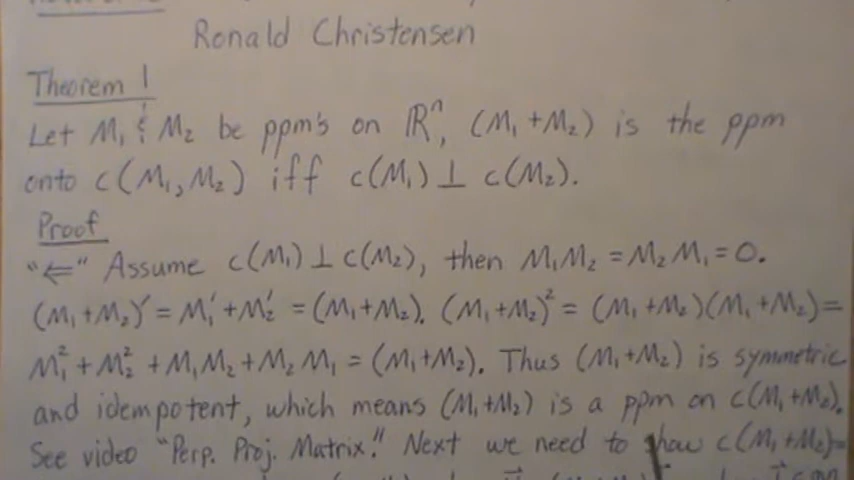 Ronald Christensen
Theorem 1
Let M₁ & M₂ be ppm's on ℝⁿ, (M₁+M₂) is the ppm
onto c(M₁, M₂) iff c(M₁) ⊥ c(M₂).
Proof
"⇐" Assume c(M₁) ⊥ c(M₂), then M₁M₂ = M₂M₁ = 0.
(M₁+M₂)′ = M₁′ + M₂′ = (M₁+M₂). (M₁+M₂)² = (M₁+M₂)(M₁+M₂) =
M₁² + M₂² + M₁M₂ + M₂M₁ = (M₁+M₂). Thus (M₁+M₂) is symmetric
and idempotent, which means (M₁+M₂) is a ppm on c(M₁+M₂).
See video "Perp. Proj. Matrix." Next we need to show c(M₁+M₂)=